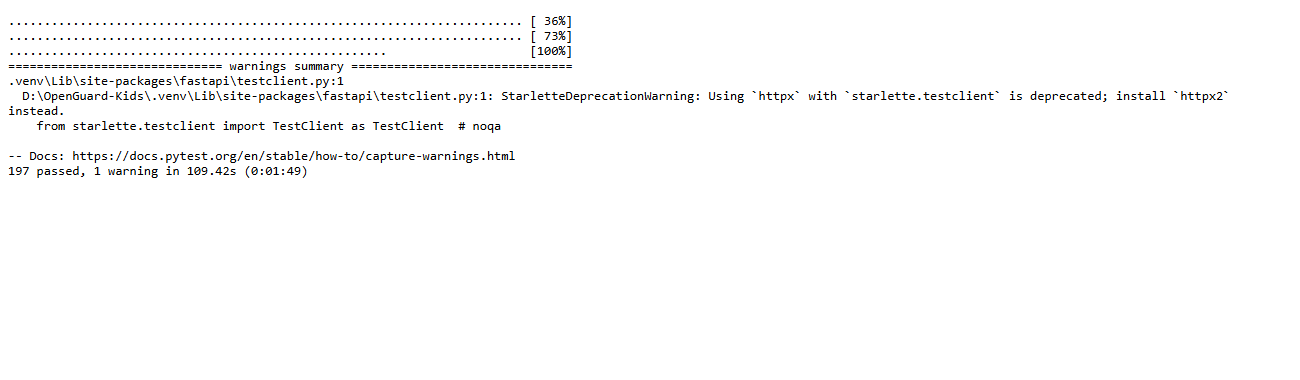 ........................................................................ [ 36%]
........................................................................ [ 73%]
.....................................................                    [100%]
============================== warnings summary ===============================
.venv\Lib\site-packages\fastapi\testclient.py:1
  D:\OpenGuard-Kids\.venv\Lib\site-packages\fastapi\testclient.py:1: StarletteDeprecationWarning: Using `httpx` with `starlette.testclient` is deprecated; install `httpx2`
instead.
    from starlette.testclient import TestClient as TestClient  # noqa

-- Docs: https://docs.pytest.org/en/stable/how-to/capture-warnings.html
197 passed, 1 warning in 109.42s (0:01:49)